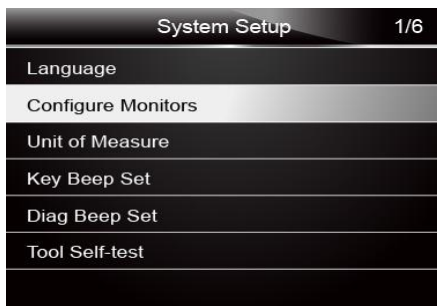 System Setup 1/6
Language
Configure Monitors
Unit of Measure
Key Beep Set
Diag Beep Set
Tool Self-test